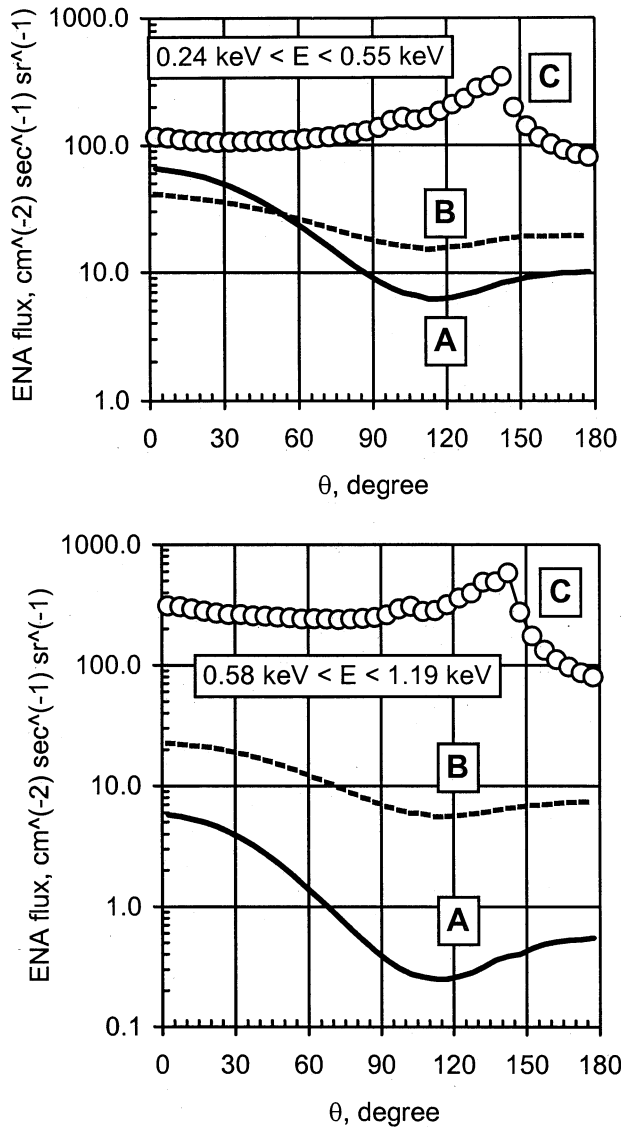 1000.0
0.24 keV < E < 0.55 keV
C
100.0
B
10.0
A
1.0
ENA flux, cm^(-2) sec^(-1) sr^(-1)
0 30 60 90 120 150 180
θ, degree
1000.0
C
100.0
0.58 keV < E < 1.19 keV
B
10.0
A
1.0
0.1
ENA flux, cm^(-2) sec^(-1) sr^(-1)
0 30 60 90 120 150 180
θ, degree